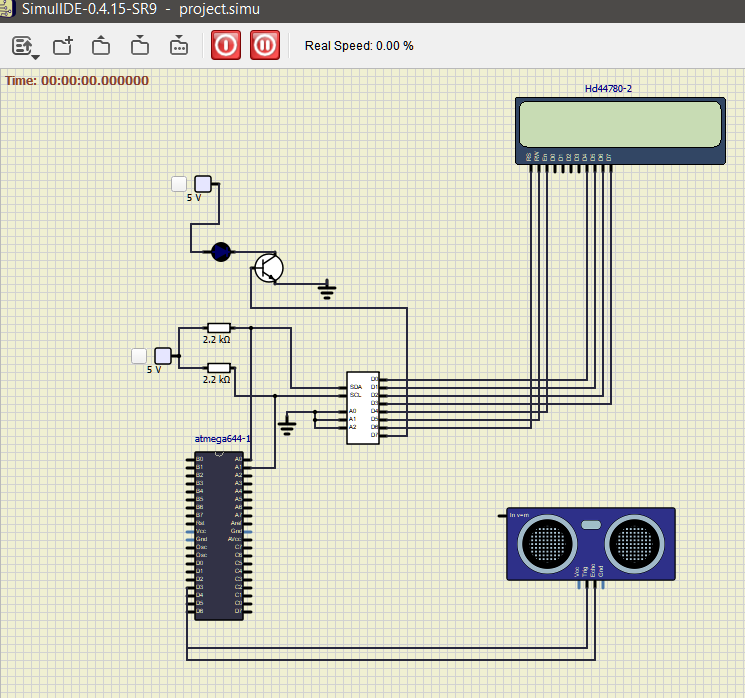 SimulIDE-0.4.15-SR9 - project.simu
Real Speed: 0.00 %
Time: 00:00:00.000000
Hd44780-2
RS RW En D0 D1 D2 D3 D4 D5 D6 D7
5 V
2.2 kΩ
5 V
2.2 kΩ
SDA
SCL
A0
A1
A2
D0
D1
D2
D3
D4
D5
D6
D7
atmega644-1
B0 A0
B1 A1
B2 A2
B3 A3
B4 A4
B5 A5
B6 A6
B7 A7
Rst Aref
Vcc Gnd
Gnd AVcc
Osc C7
Osc C6
D0 C5
D1 C4
D2 C3
D3 C2
D4 C1
D5 C0
D6 D7
In v=m
Vcc Trig Echo Gnd